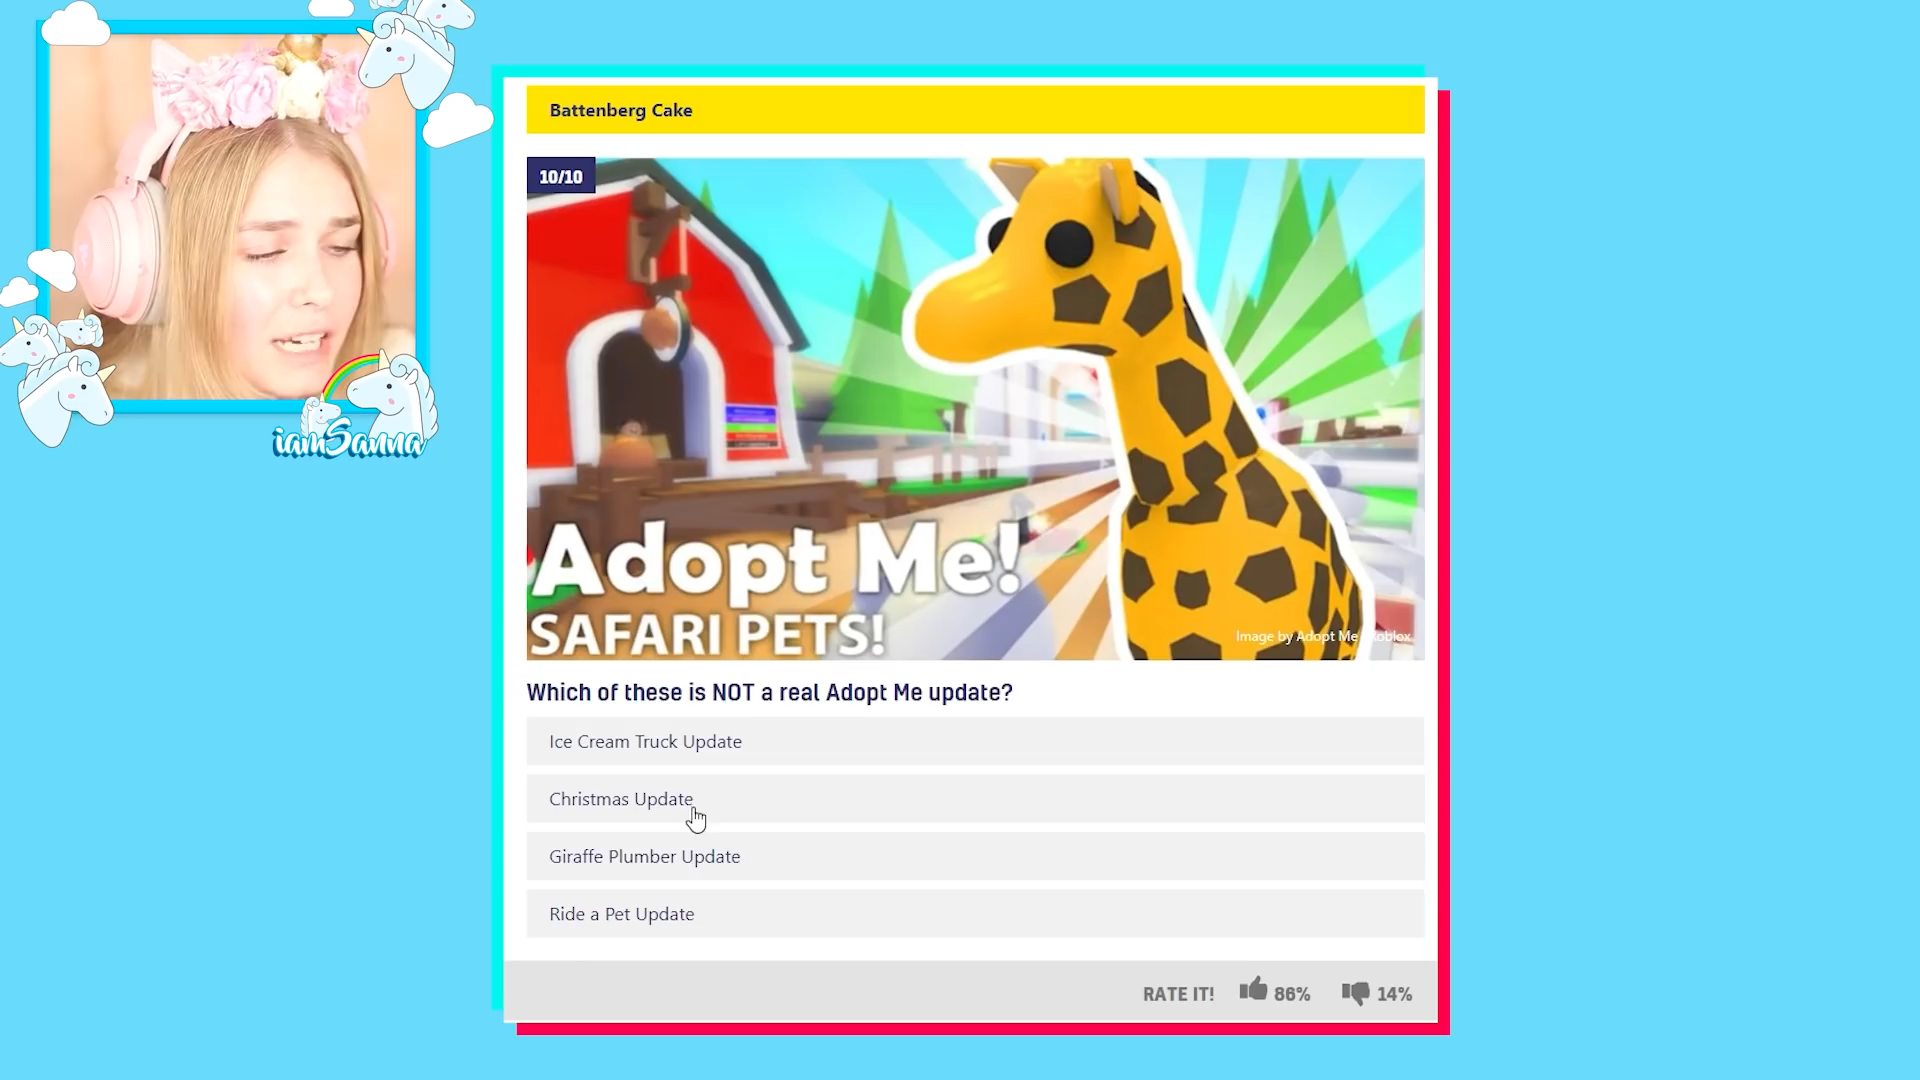 iamSanna
Battenberg Cake
10/10
Adopt Me!
SAFARI PETS!
Image by Adopt Me
Which of these is NOT a real Adopt Me update?
Ice Cream Truck Update
Christmas Update
Giraffe Plumber Update
Ride a Pet Update
RATE IT! 86% 14%